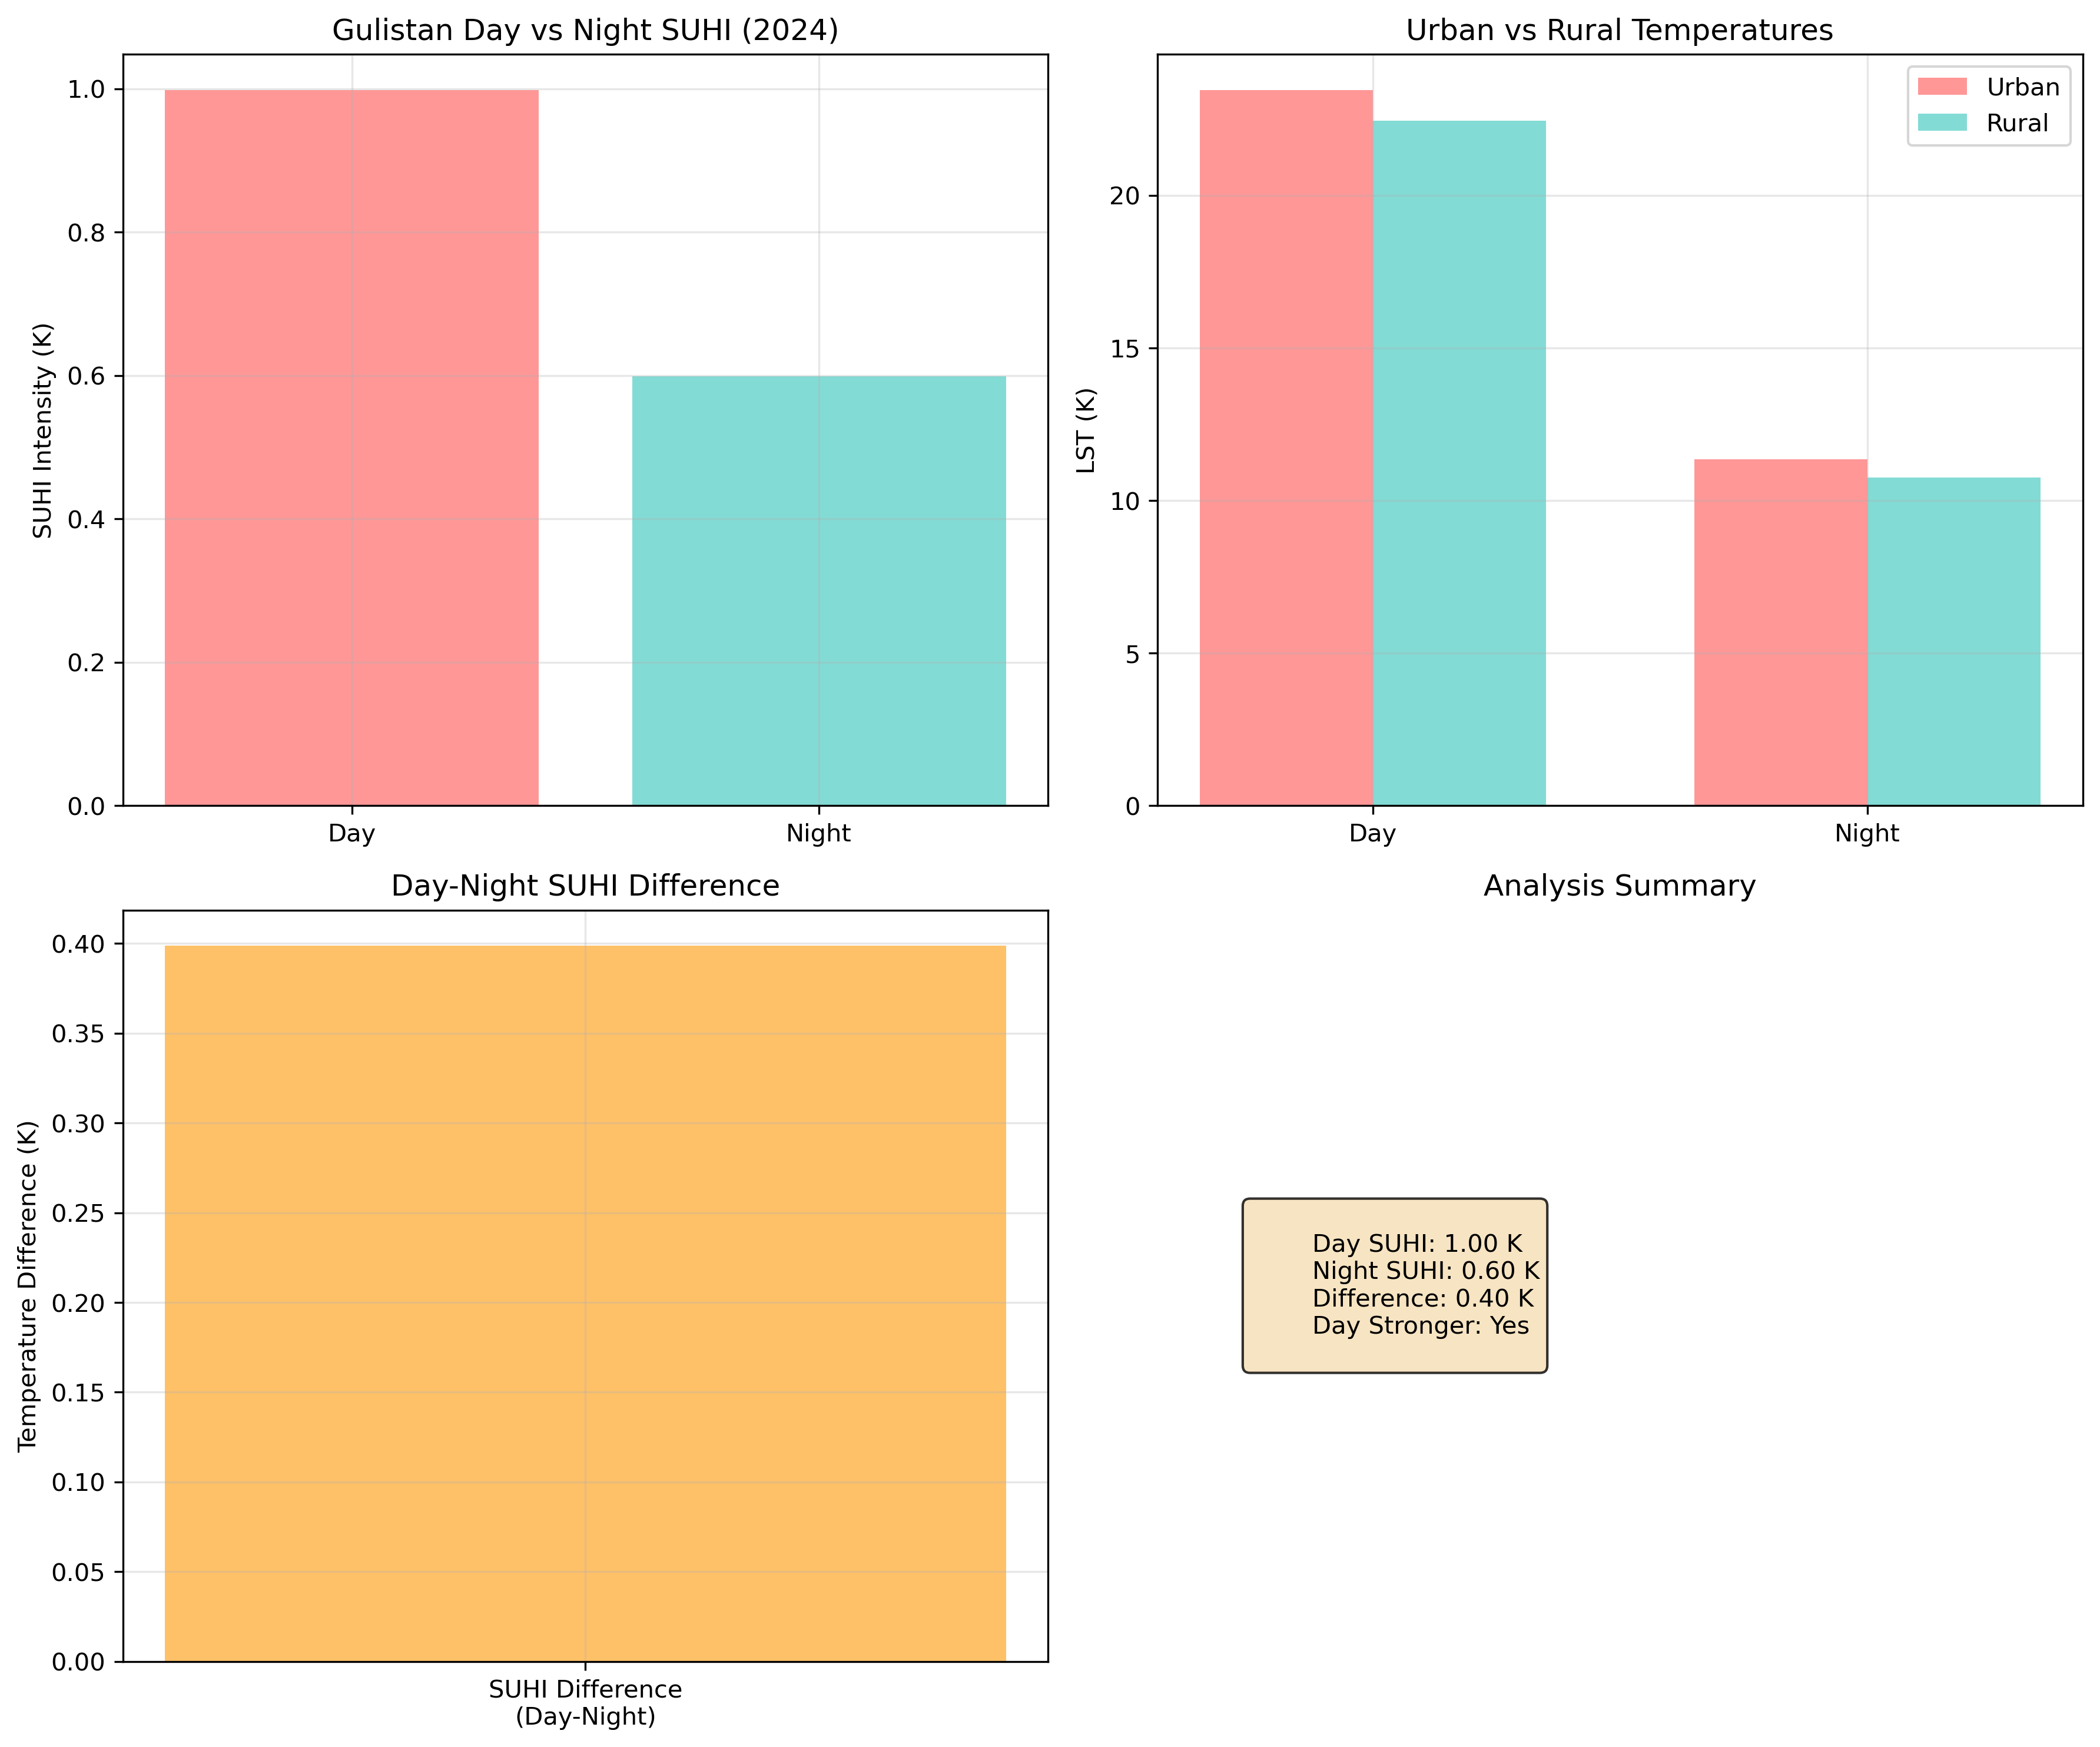 Gulistan Day vs Night SUHI (2024)
SUHI Intensity (K)
1.0
0.8
0.6
0.4
0.2
0.0
Day
Night
Urban vs Rural Temperatures
LST (K)
20
15
10
5
0
Day
Night
Urban
Rural
Day-Night SUHI Difference
Temperature Difference (K)
0.40
0.35
0.30
0.25
0.20
0.15
0.10
0.05
0.00
SUHI Difference
(Day-Night)
Analysis Summary
Day SUHI: 1.00 K
Night SUHI: 0.60 K
Difference: 0.40 K
Day Stronger: Yes